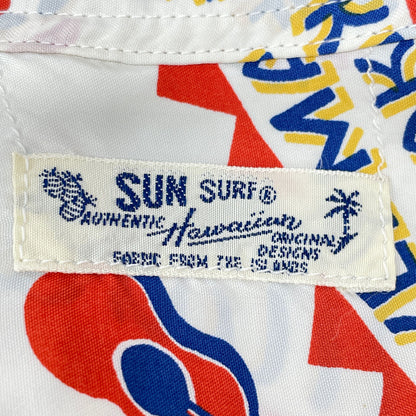 SUN SURF®
AUTHENTIC Hawaiian ORIGINAL DESIGNS
FABRIC FROM THE ISLANDS